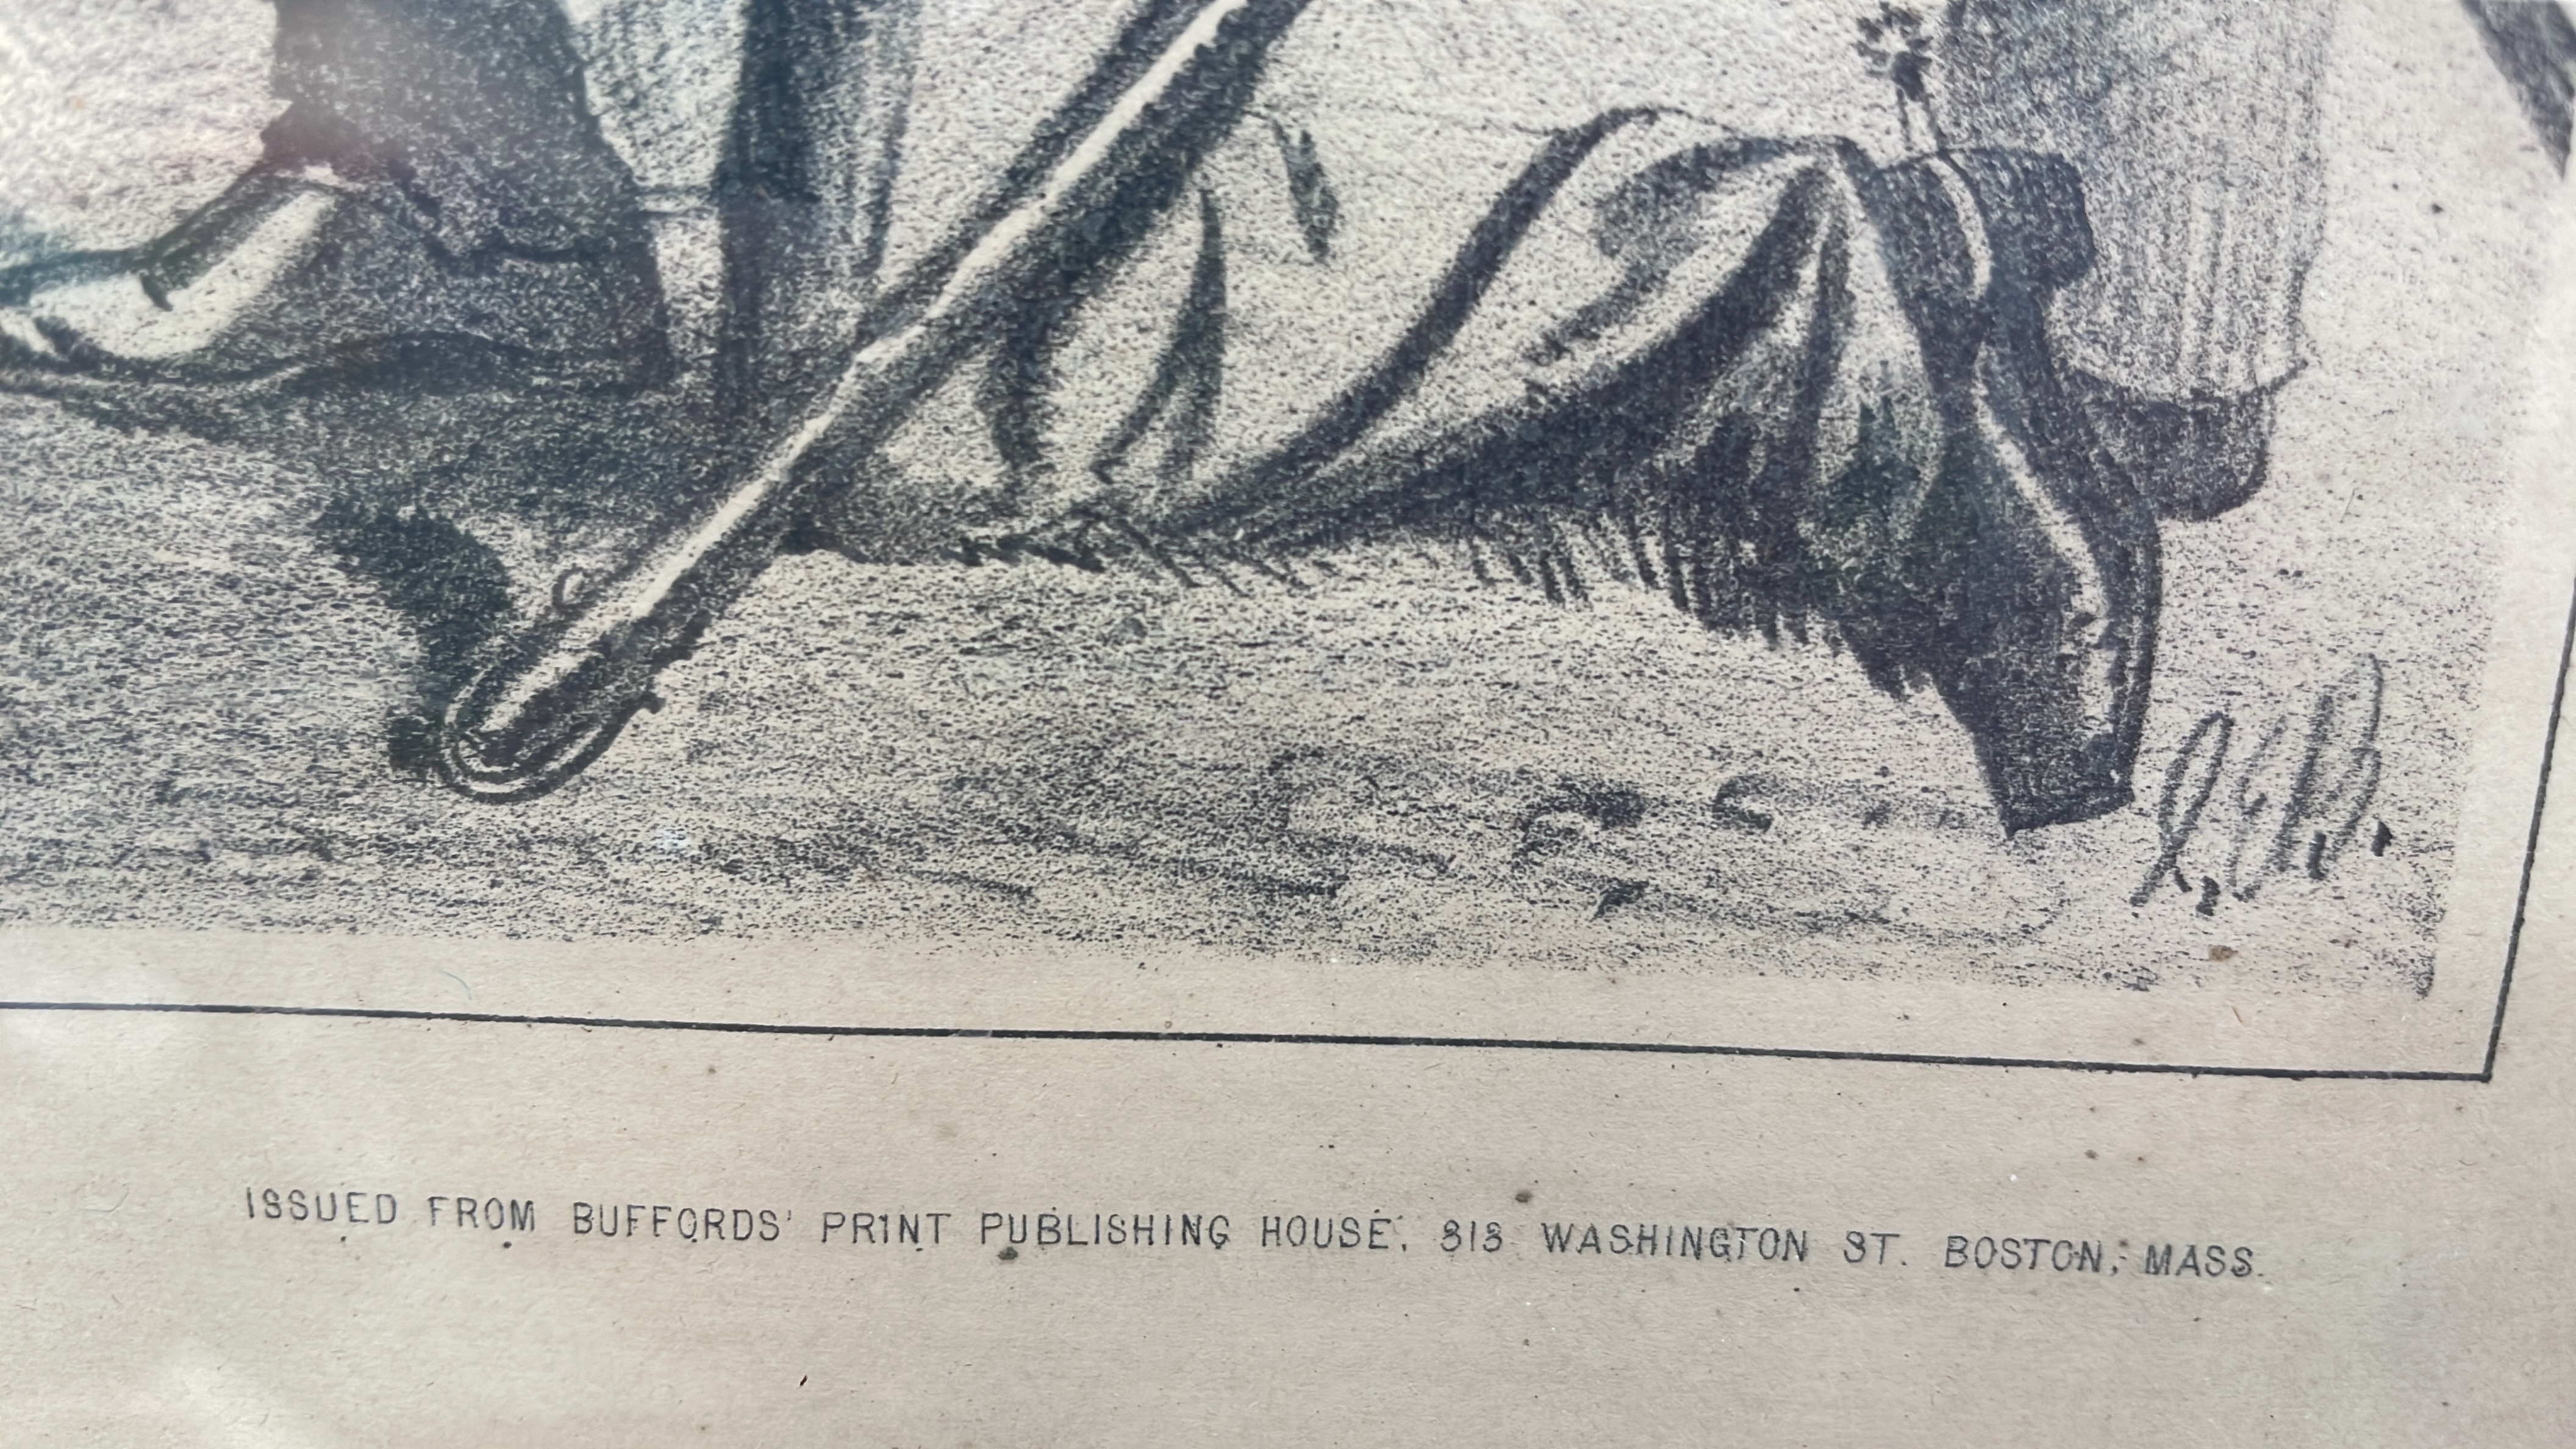 ISSUED FROM BUFFORDS' PRINT PUBLISHING HOUSE. 313 WASHINGTON ST. BOSTON, MASS.